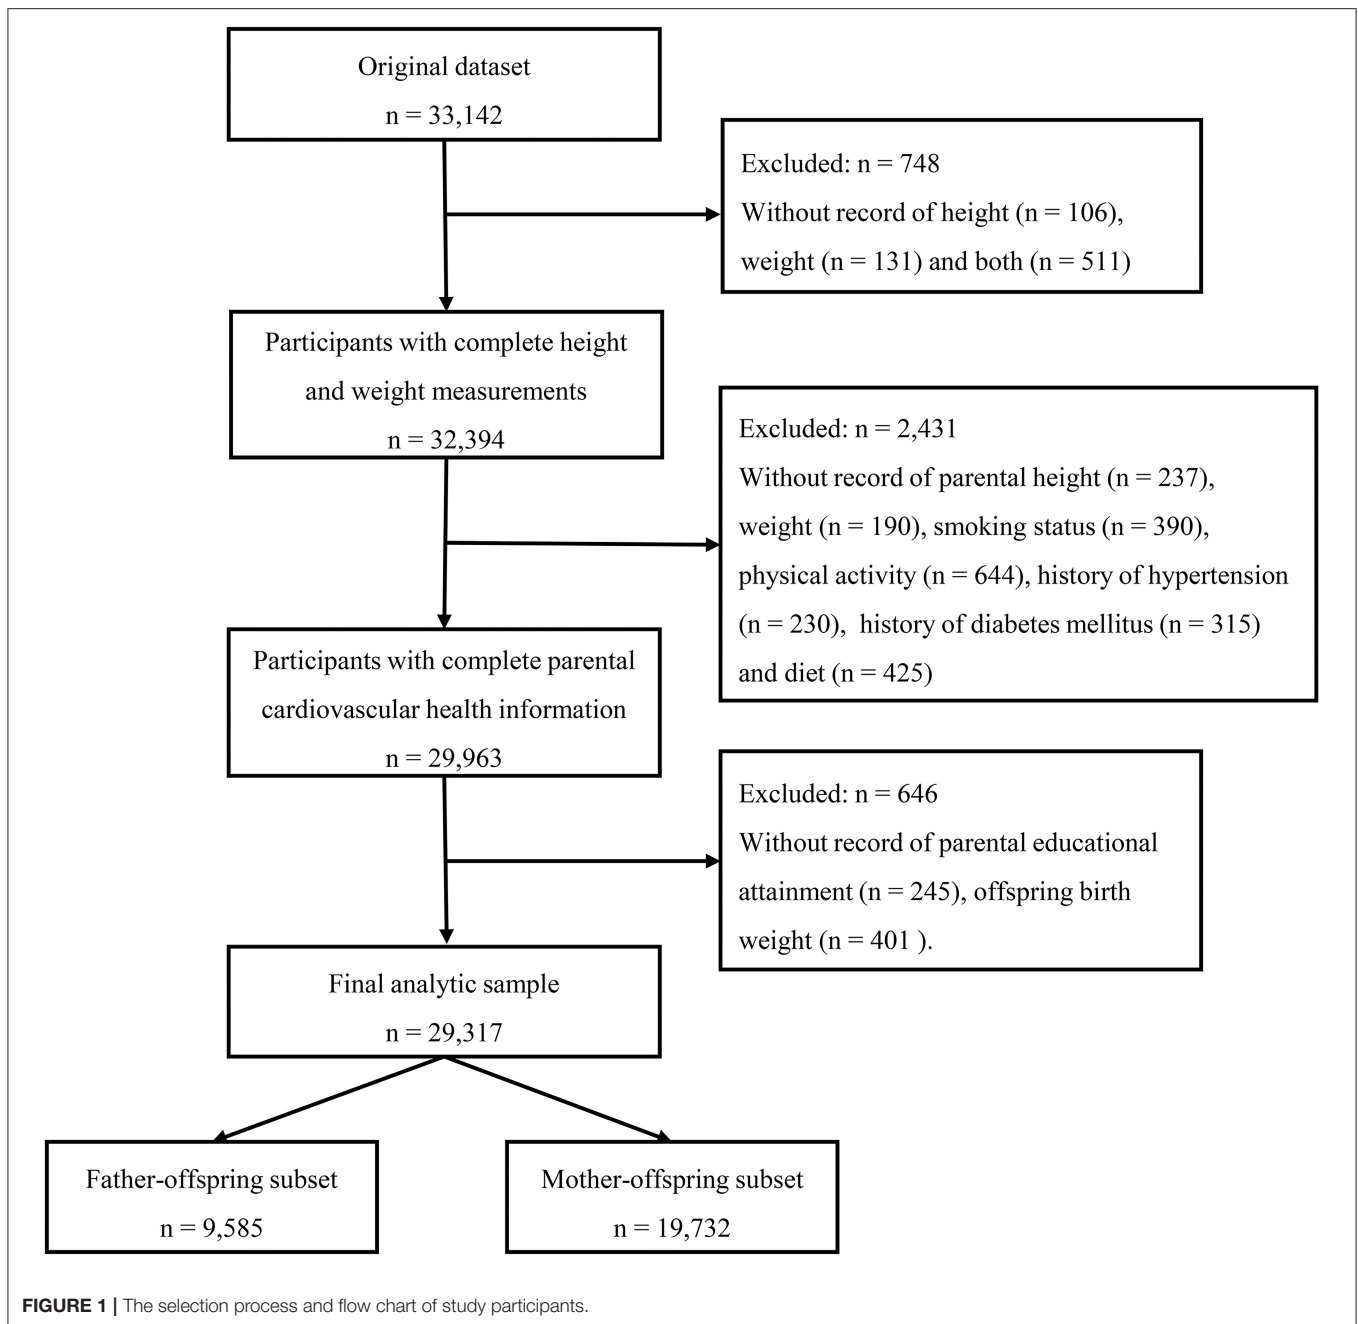 Original dataset
n = 33,142
Excluded: n = 748
Without record of height (n = 106),
weight (n = 131) and both (n = 511)
Participants with complete height
and weight measurements
n = 32,394
Excluded: n = 2,431
Without record of parental height (n = 237),
weight (n = 190), smoking status (n = 390),
physical activity (n = 644), history of hypertension
(n = 230),  history of diabetes mellitus (n = 315)
and diet (n = 425)
Participants with complete parental
cardiovascular health information
n = 29,963
Excluded: n = 646
Without record of parental educational
attainment (n = 245), offspring birth
weight (n = 401 ).
Final analytic sample
n = 29,317
Father-offspring subset
n = 9,585
Mother-offspring subset
n = 19,732
FIGURE 1 | The selection process and flow chart of study participants.